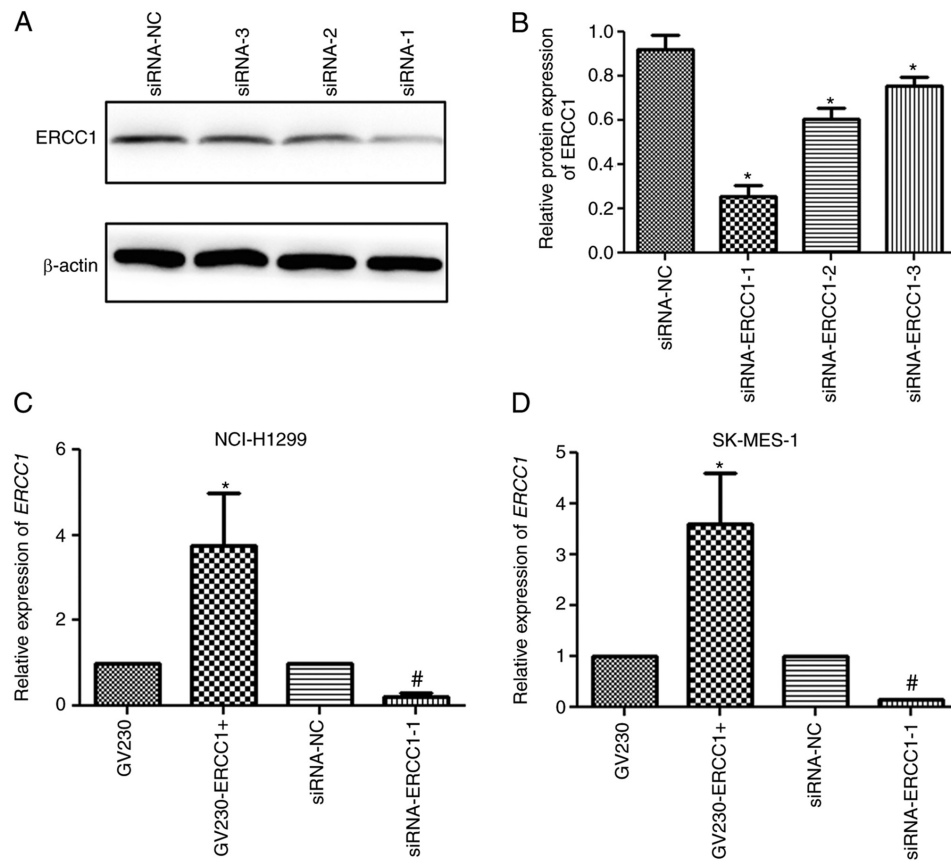 A
siRNA-NC
siRNA-3
siRNA-2
siRNA-1
ERCC1
β-actin
B
Relative protein expression
of ERCC1
1.0
0.8
0.6
0.4
0.2
0.0
*
*
*
siRNA-NC
siRNA-ERCC1-1
siRNA-ERCC1-2
siRNA-ERCC1-3
C
NCI-H1299
Relative expression of ERCC1
6
4
2
1
0
*
#
GV230
GV230-ERCC1+
siRNA-NC
siRNA-ERCC1-1
D
SK-MES-1
Relative expression of ERCC1
5
4
3
2
1
0
*
#
GV230
GV230-ERCC1+
siRNA-NC
siRNA-ERCC1-1